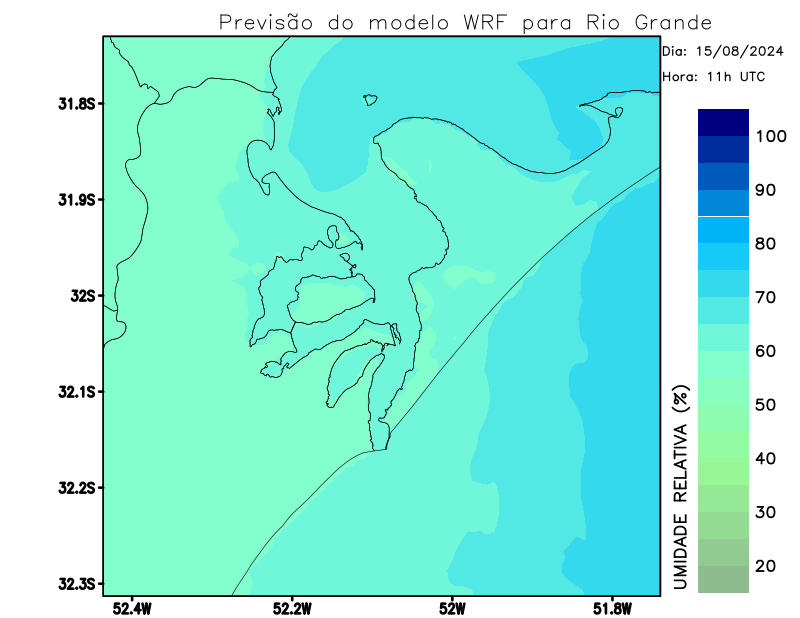 Previsão do modelo WRF para Rio Grande
Dia: 15/08/2024
Hora: 11h UTC
31.8S
31.9S
32S
32.1S
32.2S
32.3S
52.4W
52.2W
52W
51.8W
100
90
80
70
60
50
40
30
20
UMIDADE RELATIVA (%)